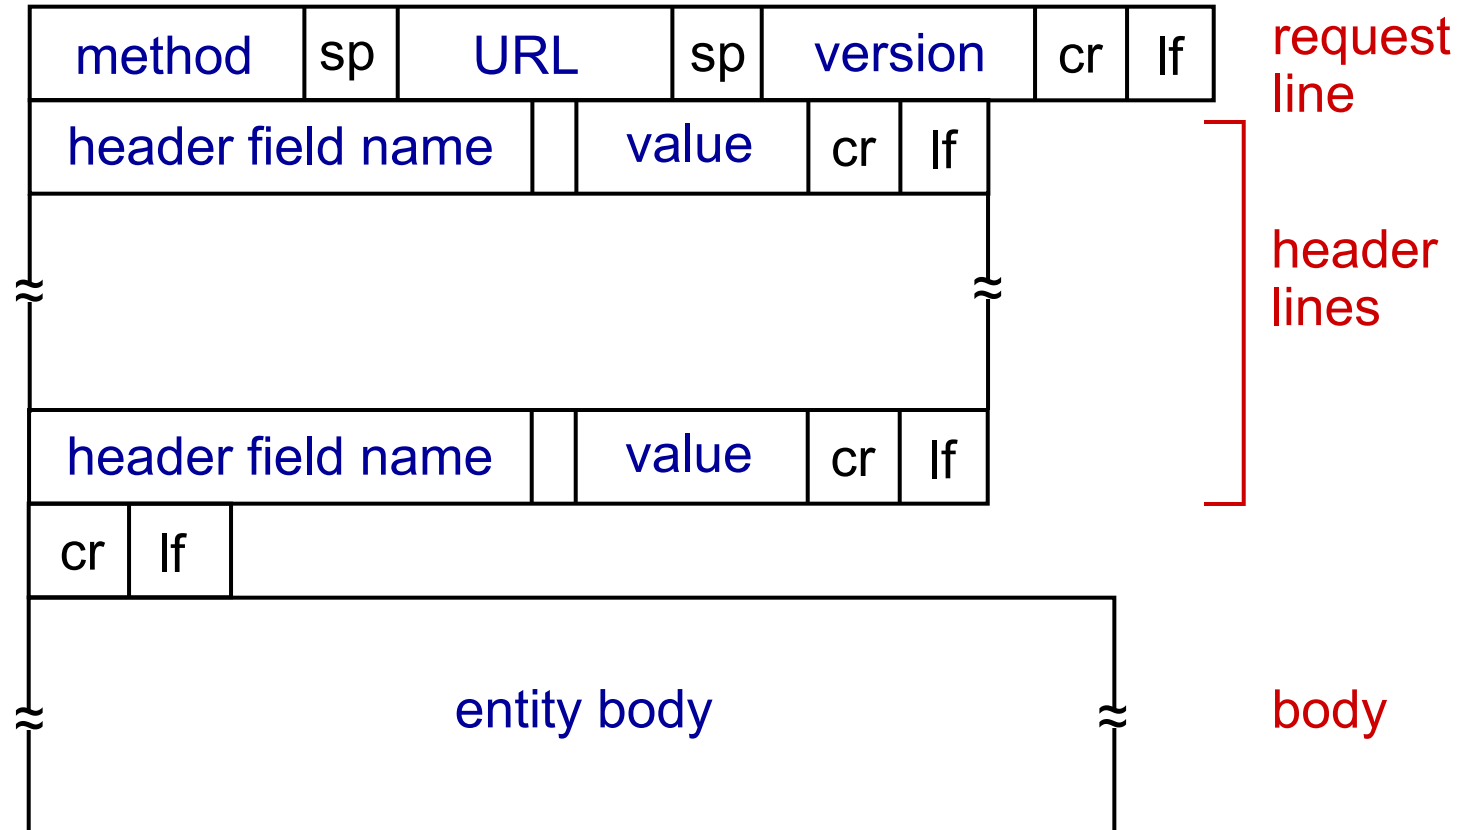 method sp URL sp version cr lf
request
line
header field name value cr lf
header
lines
≈ ≈
header field name value cr lf
cr lf
≈ entity body ≈
body